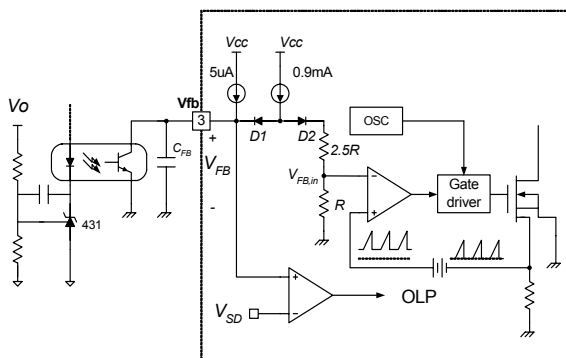 Vcc Vcc
5uA 0.9mA
Vo
Vfb
3
D1 D2
OSC
+
CFB
VFB
2.5R
VFB,in
-
R
-
+
Gate
driver
431
+
-
VSD
OLP